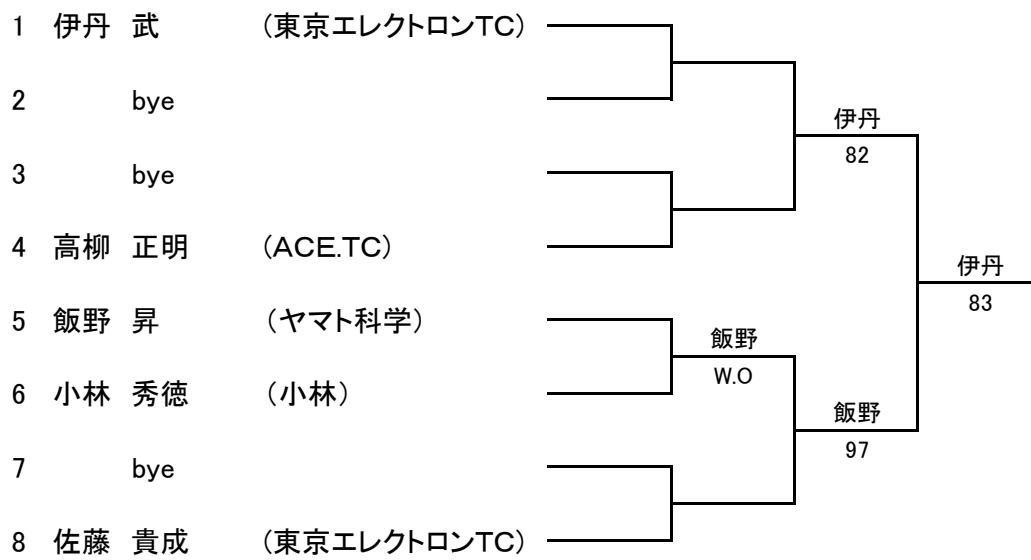 1 伊丹 武 (東京エレクトロンTC)
2 bye
3 bye
4 高柳 正明 (ACE.TC)
5 飯野 昇 (ヤマト科学)
6 小林 秀徳 (小林)
7 bye
8 佐藤 貴成 (東京エレクトロンTC)
飯野
W.O
伊丹
82
飯野
97
伊丹
83